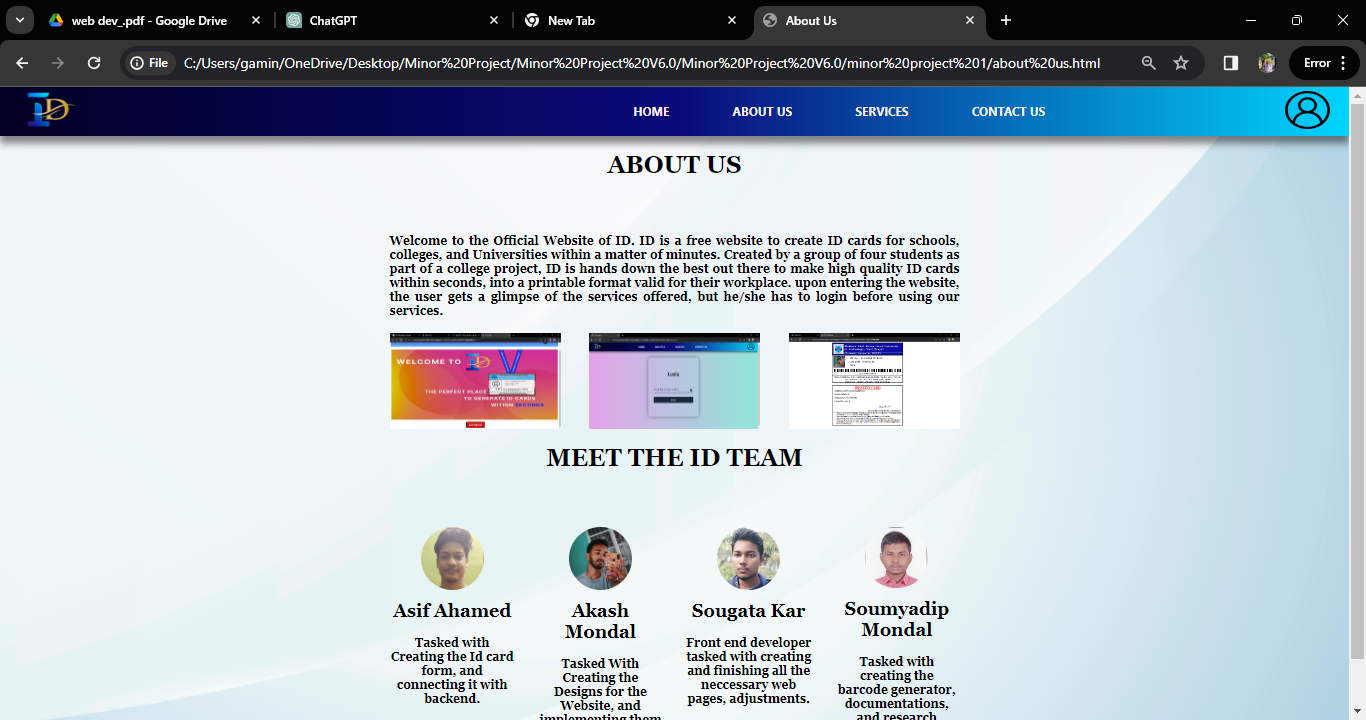 web dev_.pdf - Google Drive
ChatGPT
New Tab
About Us
File
C:/Users/gamin/OneDrive/Desktop/Minor%20Project/Minor%20Project%20V6.0/Minor%20Project%20V6.0/minor%20project%201/about%20us.html
Error
ID
HOME
ABOUT US
SERVICES
CONTACT US
ABOUT US
Welcome to the Official Website of ID. ID is a free website to create ID cards for schools,
colleges, and Universities within a matter of minutes. Created by a group of four students as
part of a college project, ID is hands down the best out there to make high quality ID cards
within seconds, into a printable format valid for their workplace. upon entering the website,
the user gets a glimpse of the services offered, but he/she has to login before using our
services.
WELCOME TO ID
THE PERFECT PLACE
TO GENERATE ID CARDS
WITHIN SECONDS
Login
MEET THE ID TEAM
Asif Ahamed
Tasked with
Creating the Id card
form, and
connecting it with
backend.
Akash
Mondal
Tasked With
Creating the
Designs for the
Website, and
implementing them
Sougata Kar
Front end developer
tasked with creating
and finishing all the
neccessary web
pages, adjustments.
Soumyadip
Mondal
Tasked with
creating the
barcode generator,
documentations,
and research